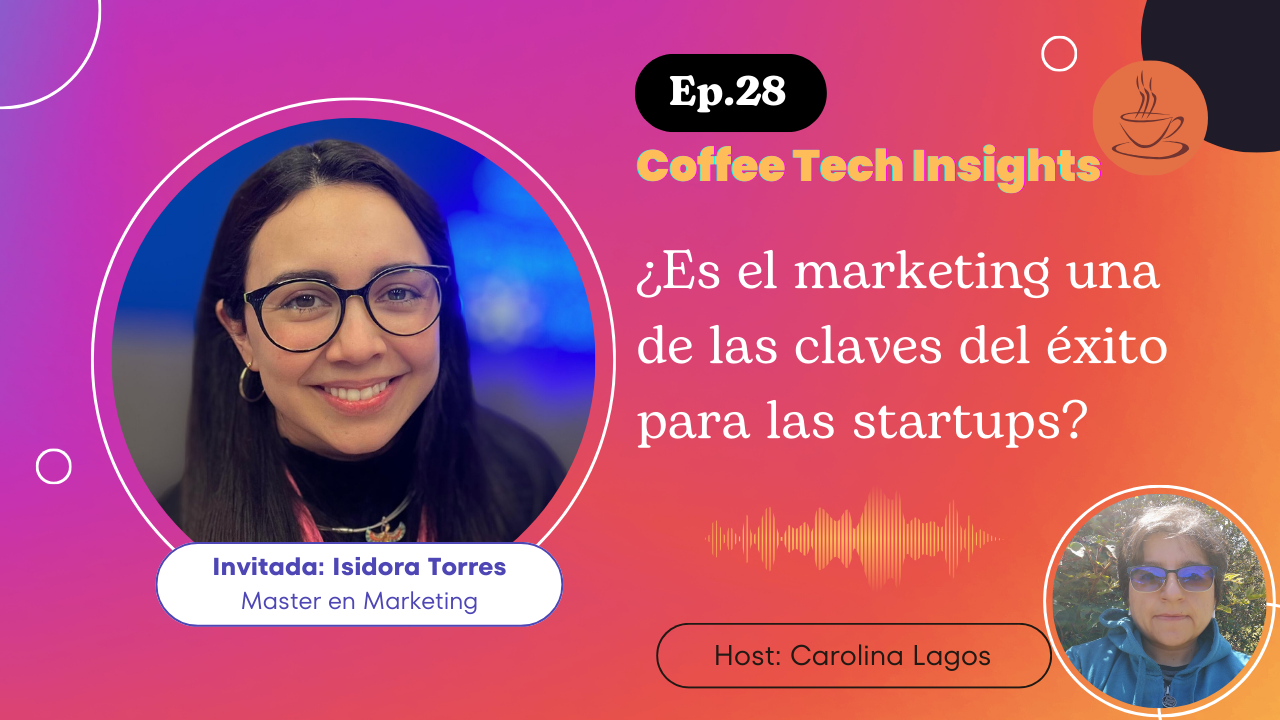 Ep.28
Coffee Tech Insights
¿Es el marketing una
de las claves del éxito
para las startups?
Invitada: Isidora Torres
Master en Marketing
Host: Carolina Lagos